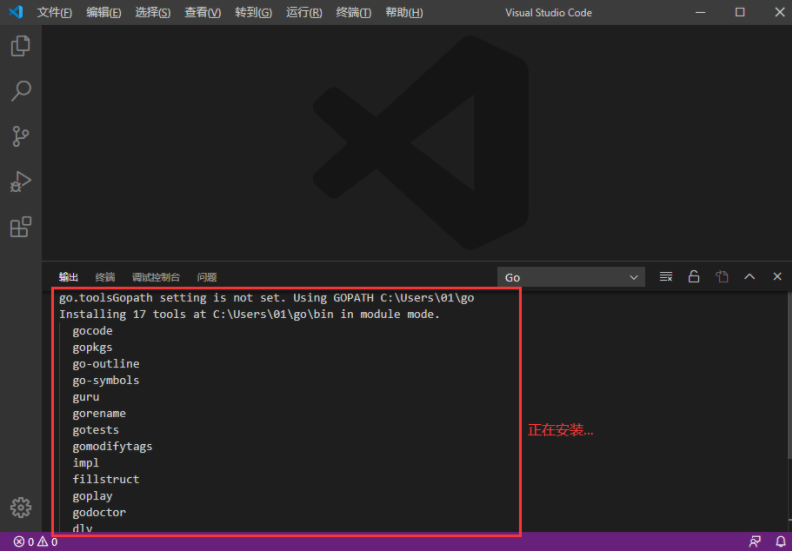 文件(F) 编辑(E) 选择(S) 查看(V) 转到(G) 运行(R) 终端(T) 帮助(H) Visual Studio Code
输出 终端 调试控制台 问题 Go
go.toolsGopath setting is not set. Using GOPATH C:\Users\01\go
Installing 17 tools at C:\Users\01\go\bin in module mode.
gocode
gopkgs
go-outline
go-symbols
guru
gorename
gotests
正在安装...
gomodifytags
impl
fillstruct
goplay
godoctor
dlv
0 0